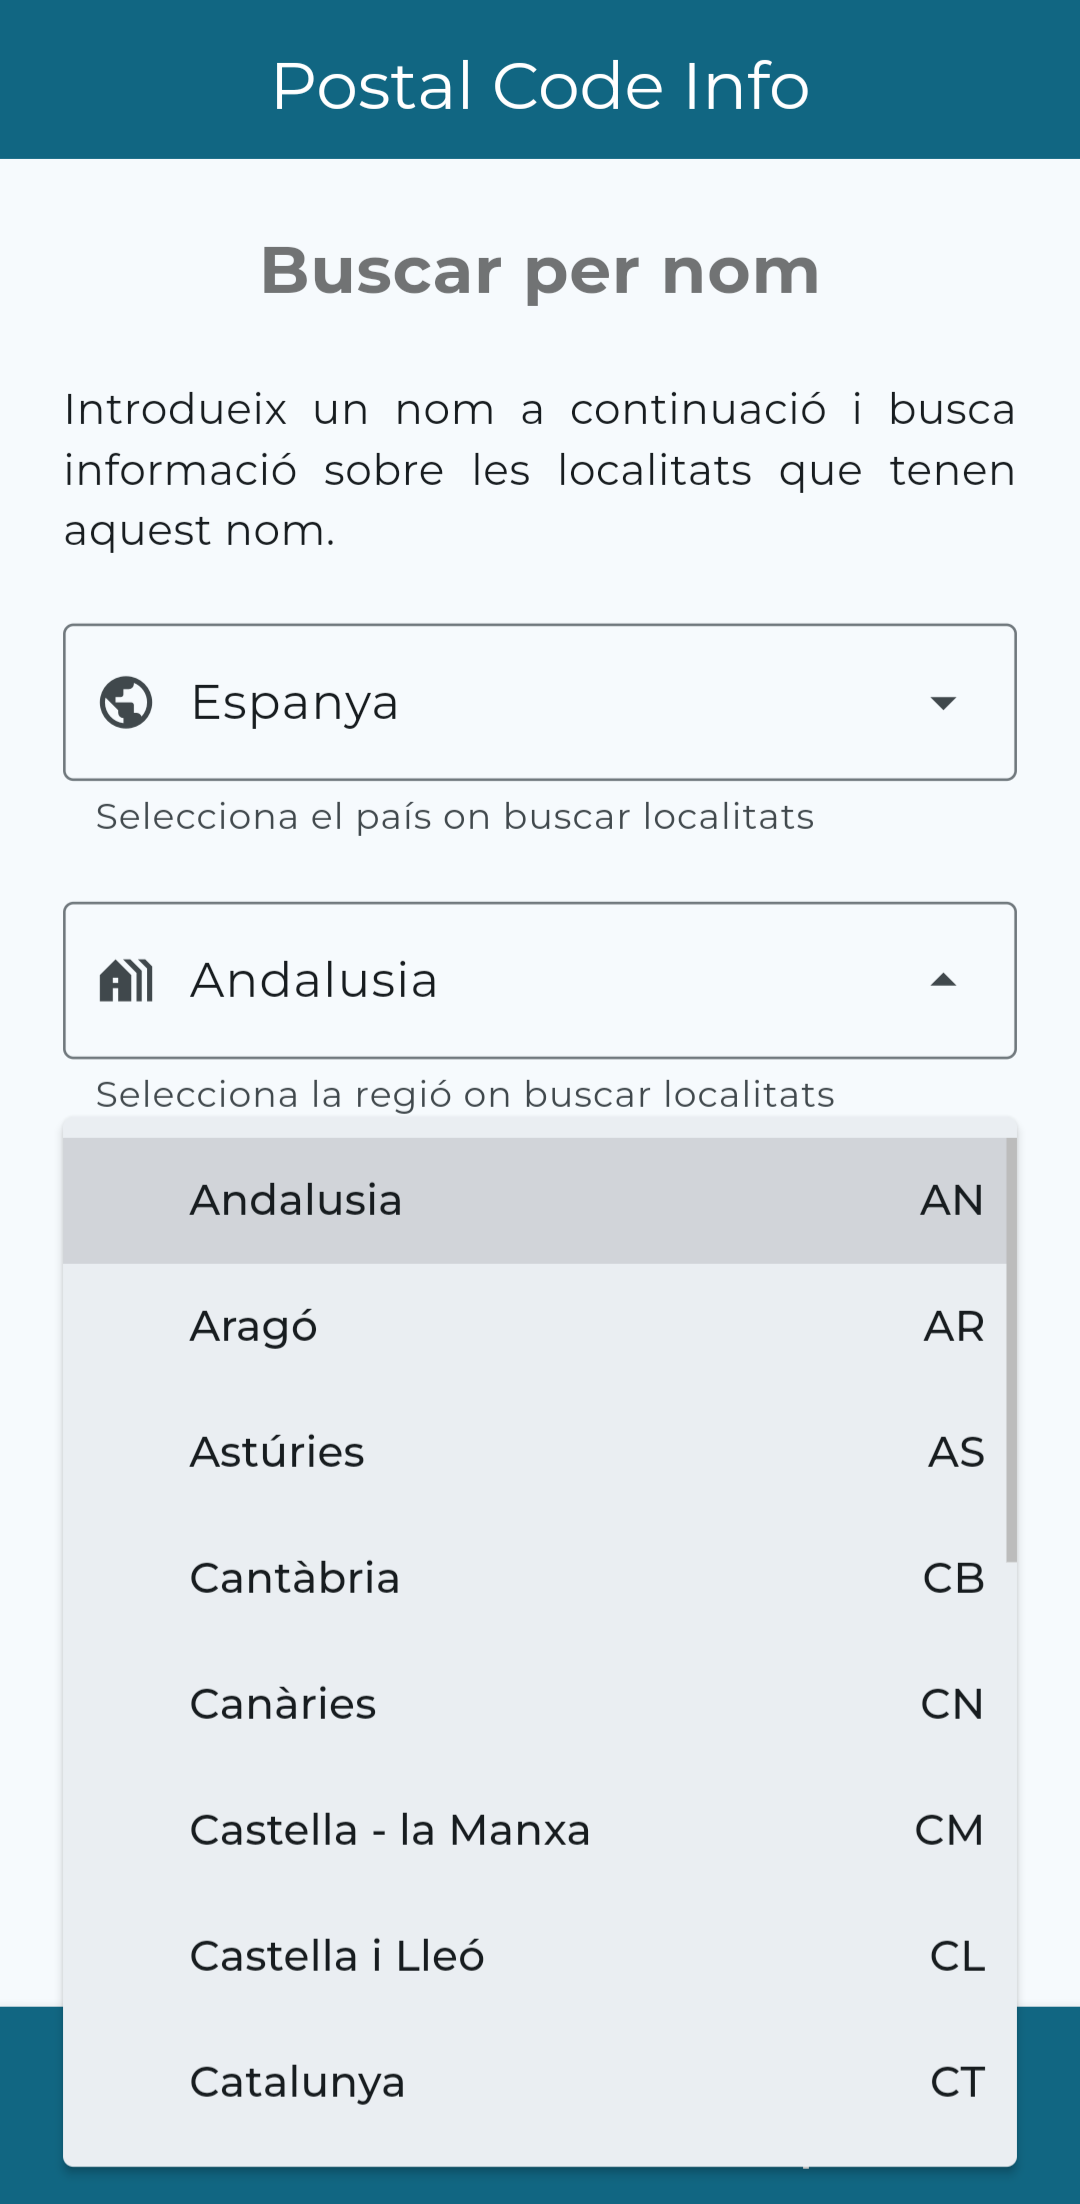 Postal Code Info
Buscar per nom
Introdueix un nom a continuació i busca
informació sobre les localitats que tenen
aquest nom.
Espanya
Selecciona el país on buscar localitats
Andalusia
Selecciona la regió on buscar localitats
Andalusia AN
Aragó AR
Astúries AS
Cantàbria CB
Canàries CN
Castella - la Manxa CM
Castella i Lleó CL
Catalunya CT